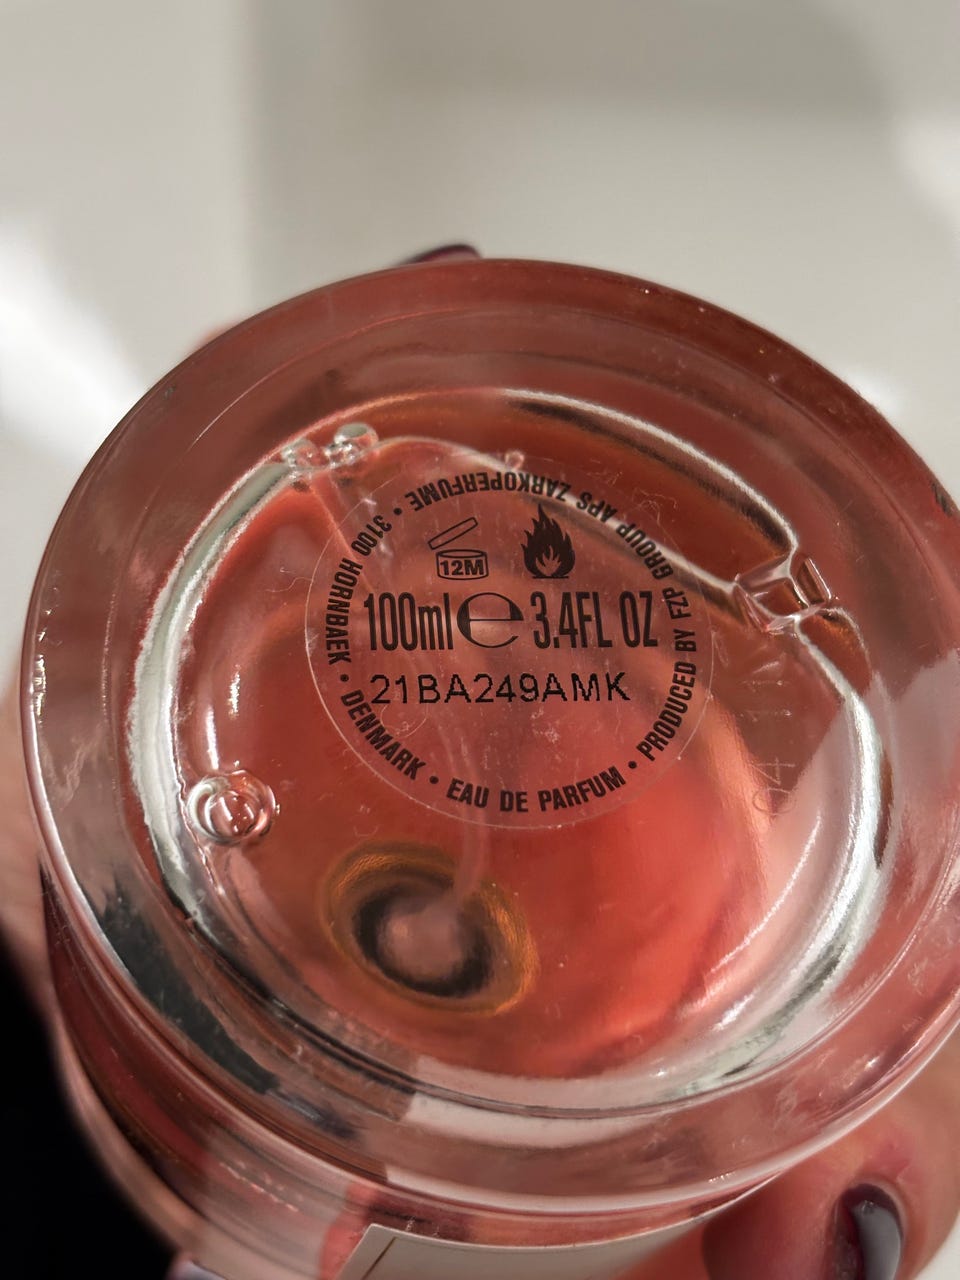 12M
100ml e 3.4FL OZ
21BA249AMK
EAU DE PARFUM • PRODUCED BY FZP GROUP APS ZARKOPERFUME • 3100 HORNBAEK • DENMARK •